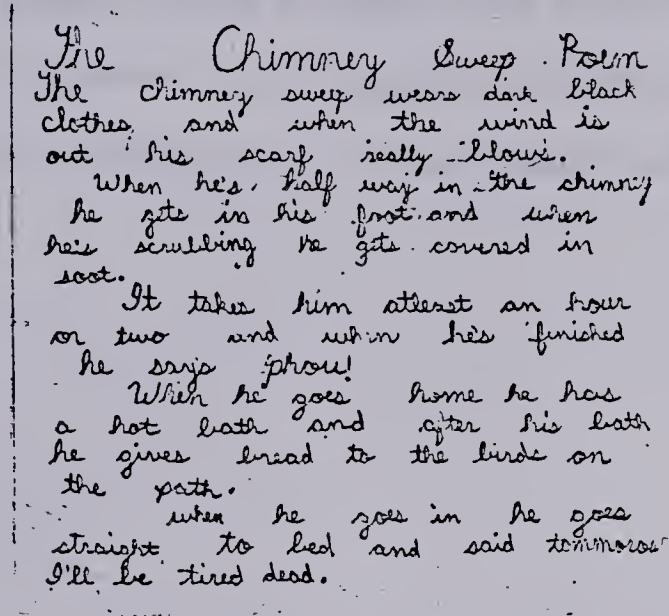 The Chimney Sweep Poem
The chimney sweep wears dark black
clothes, and when the wind is
out his scarf really blows.
When he's half way in the chimney
he gets in his foot and when
he's scrubbing he gets covered in
soot.
It takes him atleast an hour
or two and when he's finished
he says phou!
When he goes home he has
a hot bath and after his bath
he gives bread to the birds on
the path.
when he goes in he goes
straight to bed and said tommorow
I'll be tired dead.